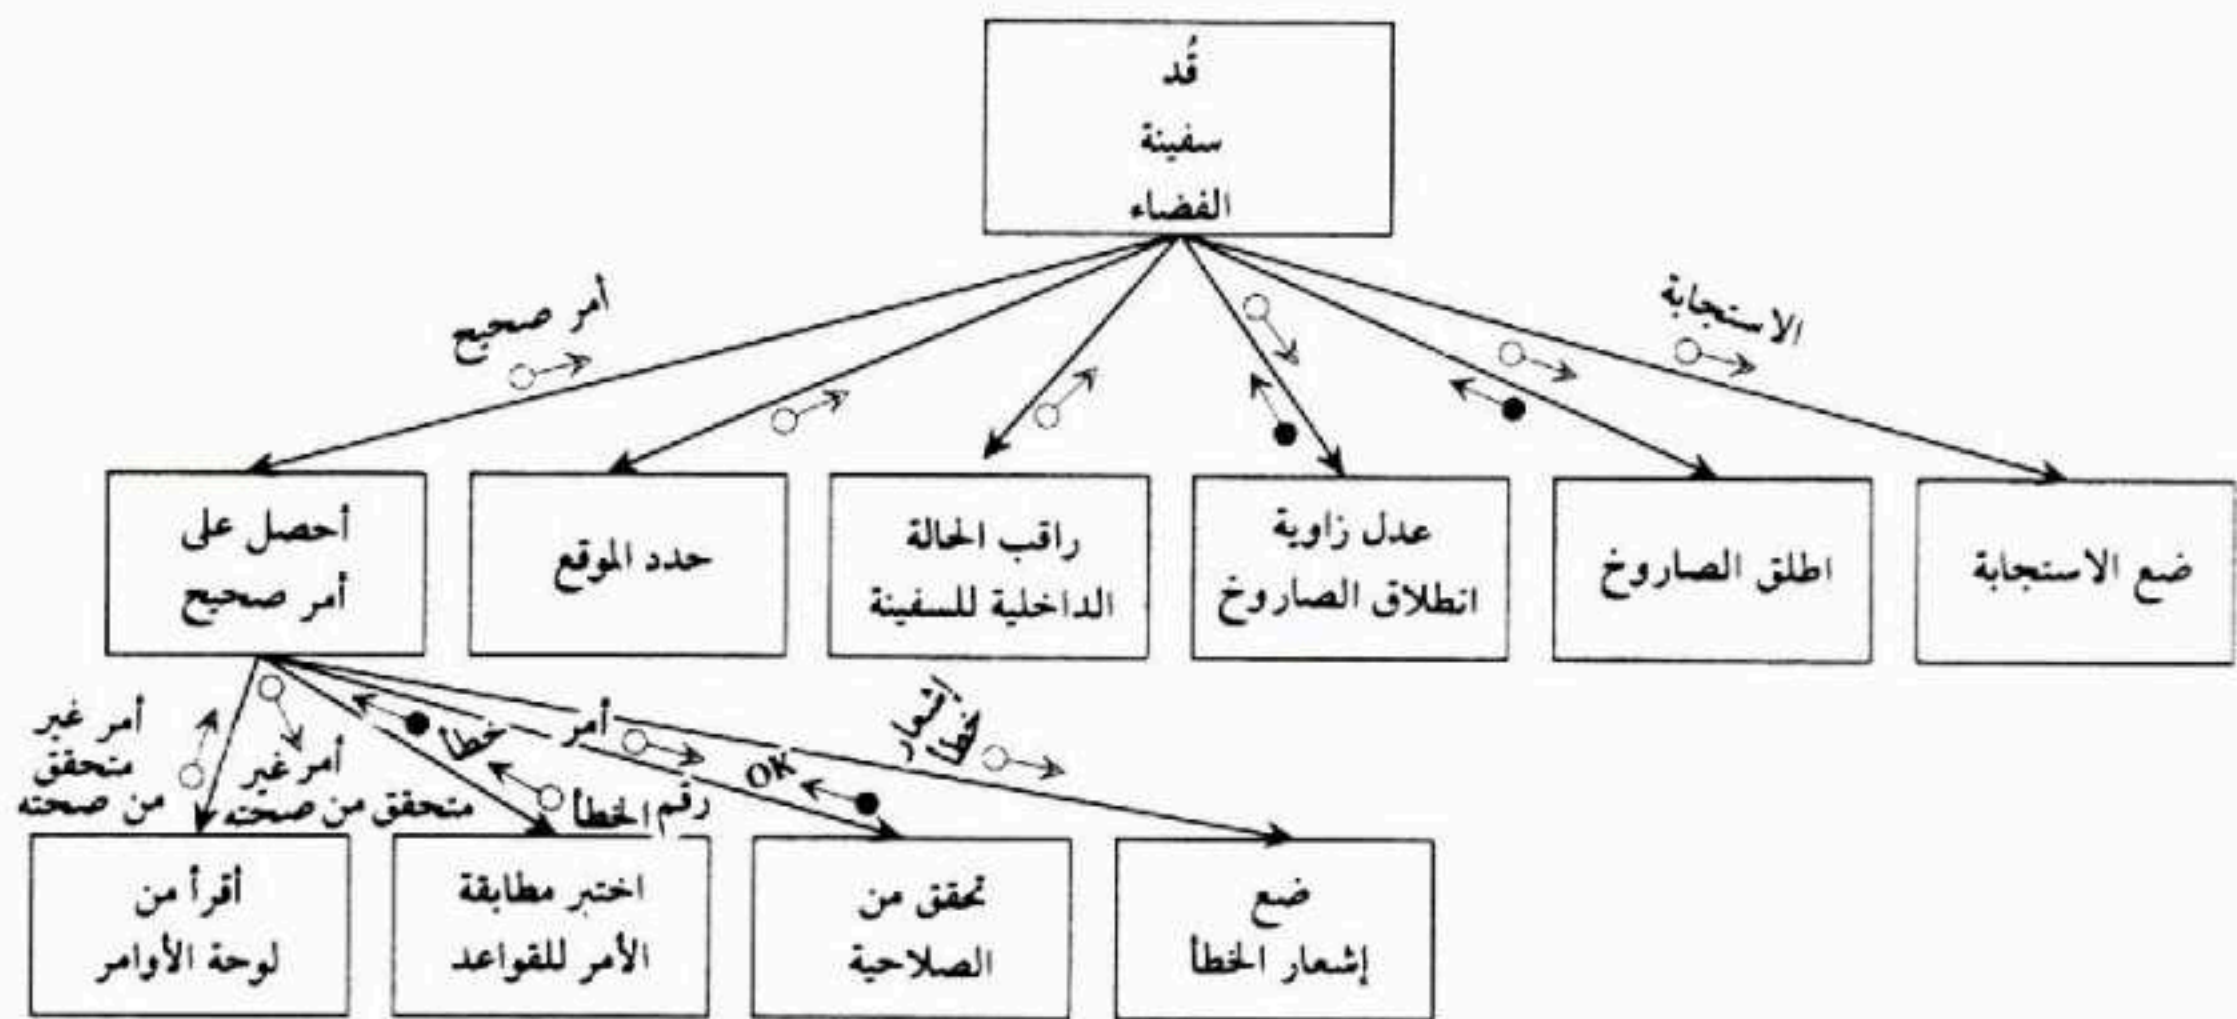 قُد
سفينة
الفضاء
أمر صحيح
الاستجابة
أحصل على
أمر صحيح
حدد الموقع
راقب الحالة
الداخلية للسفينة
عدل زاوية
انطلاق الصاروخ
اطلق الصاروخ
ضع الاستجابة
أمر غير
متحقق
من صحته
أمر غير
متحقق من صحته
خطأ
رقم الخطأ
أمر
OK
إشعار
خطأ
أقرأ من
لوحة الأوامر
اختبر مطابقة
الأمر للقواعد
تحقق من
الصلاحية
ضع
إشعار الخطأ